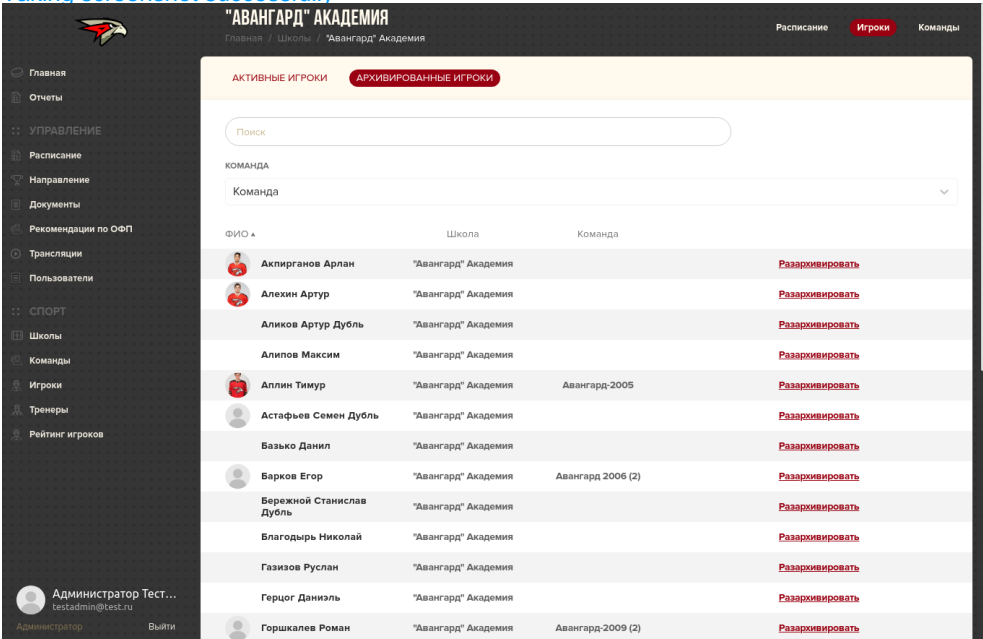 "АВАНГАРД" АКАДЕМИЯ
Главная / Школы / "Авангард" Академия
Расписание Игроки Команды
Главная
Отчеты
УПРАВЛЕНИЕ
Расписание
Направление
Документы
Рекомендации по ОФП
Трансляции
Пользователи
СПОРТ
Школы
Команды
Игроки
Тренеры
Рейтинг игроков
Администратор Тест...
testadmin@test.ru
Администратор Выйти
АКТИВНЫЕ ИГРОКИ АРХИВИРОВАННЫЕ ИГРОКИ
Поиск
КОМАНДА
Команда
ФИО Школа Команда
Акпирганов Арлан "Авангард" Академия Разархивировать
Алехин Артур "Авангард" Академия Разархивировать
Аликов Артур Дубль "Авангард" Академия Разархивировать
Алипов Максим "Авангард" Академия Разархивировать
Аплин Тимур "Авангард" Академия Авангард-2005 Разархивировать
Астафьев Семен Дубль "Авангард" Академия Разархивировать
Базько Данил "Авангард" Академия Разархивировать
Барков Егор "Авангард" Академия Авангард 2006 (2) Разархивировать
Бережной Станислав
Дубль "Авангард" Академия Разархивировать
Благодырь Николай "Авангард" Академия Разархивировать
Газизов Руслан "Авангард" Академия Разархивировать
Герцог Даниэль "Авангард" Академия Разархивировать
Горшкалев Роман "Авангард" Академия Авангард-2009 (2) Разархивировать